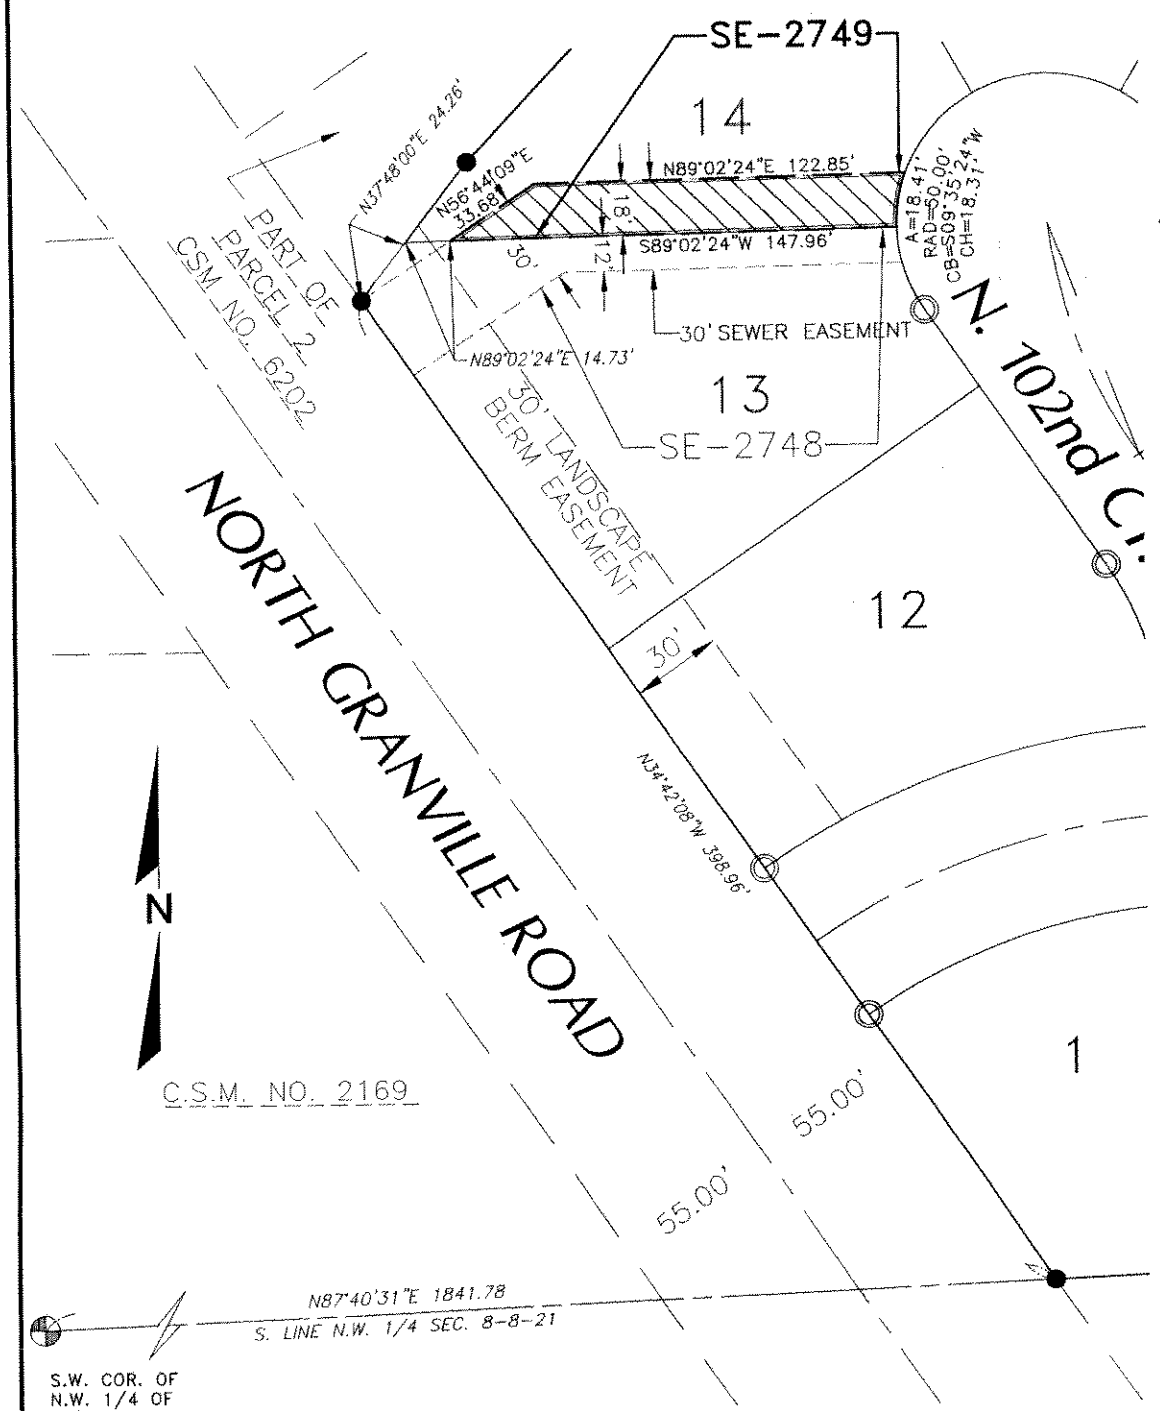 SE-2749
14
N37°48'00"E 24.26'
N56°44'09"E
33.68'
N89°02'24"E 122.85'
18'
S89°02'24"W 147.96'
12'
30'
A=18.41'
RAD=50.00'
CB=S09°35'24"W
CH=18.31'
PART OF
PARCEL 2
CSM NO. 6202
30' SEWER EASEMENT
N89°02'24"E 14.73'
13
SE-2748
30' LANDSCAPE
BERM EASEMENT
N. 102nd Ct.
12
30'
NORTH GRANVILLE ROAD
N34°42'08"W 398.96'
N
1
C.S.M. NO. 2169
55.00'
55.00'
N87°40'31"E 1841.78
S. LINE N.W. 1/4 SEC. 8-8-21
S.W. COR. OF
N.W. 1/4 OF